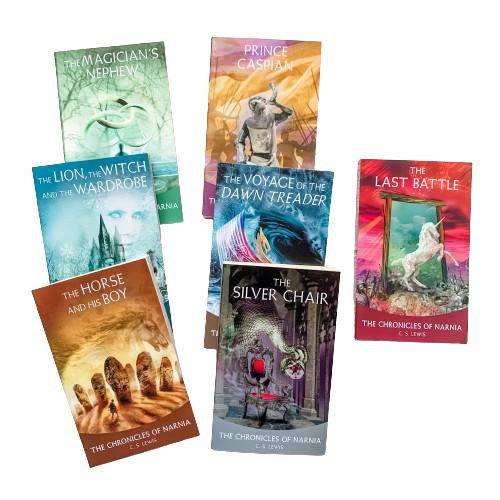 THE MAGICIAN'S
NEPHEW
NIA
PRINCE
CASPIAN
THE LION, THE WITCH
AND THE WARDROBE
THE VOYAGE OF THE
DAWN TREADER
THE
LAST BATTLE
THE CHRONICLES OF NARNIA
C. S. LEWIS
THE HORSE
AND HIS BOY
THE CHRONICLES OF NARNIA
C. S. LEWIS
THE
SILVER CHAIR
THE CHRONICLES OF NARNIA
C. S. LEWIS